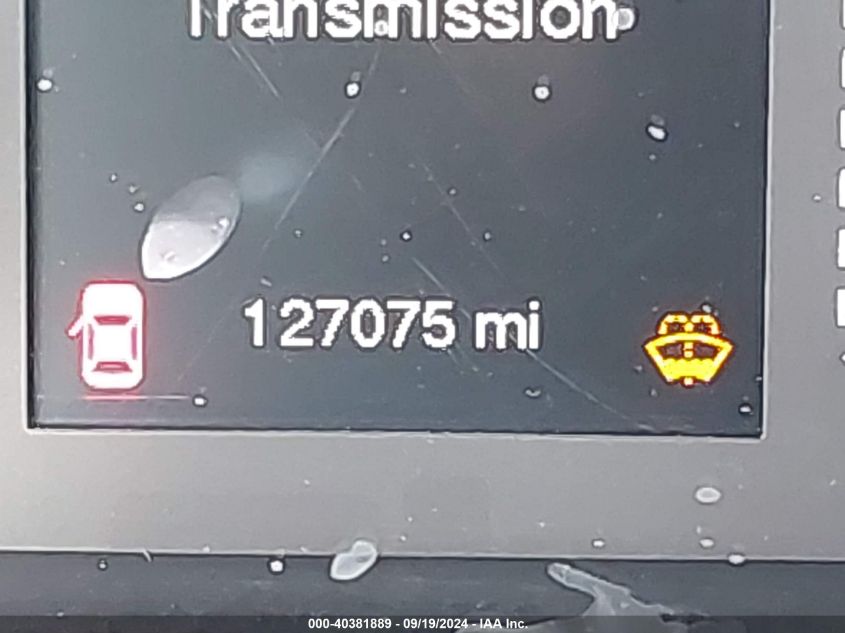 Transmission
127075 mi
000-40381889 - 09/19/2024 - IAA Inc.